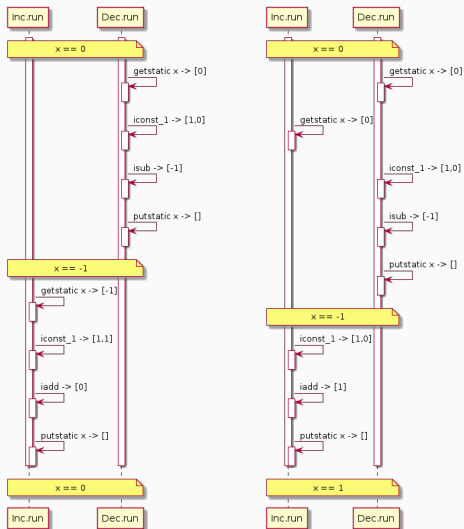 Inc.run Dec.run
x == 0
getstatic x -> [0]
iconst_1 -> [1,0]
isub -> [-1]
putstatic x -> []
x == -1
getstatic x -> [-1]
iconst_1 -> [1,1]
iadd -> [0]
putstatic x -> []
x == 0
Inc.run Dec.run
Inc.run Dec.run
x == 0
getstatic x -> [0]
getstatic x -> [0]
iconst_1 -> [1,0]
isub -> [-1]
putstatic x -> []
x == -1
iconst_1 -> [1,0]
iadd -> [1]
putstatic x -> []
x == 1
Inc.run Dec.run